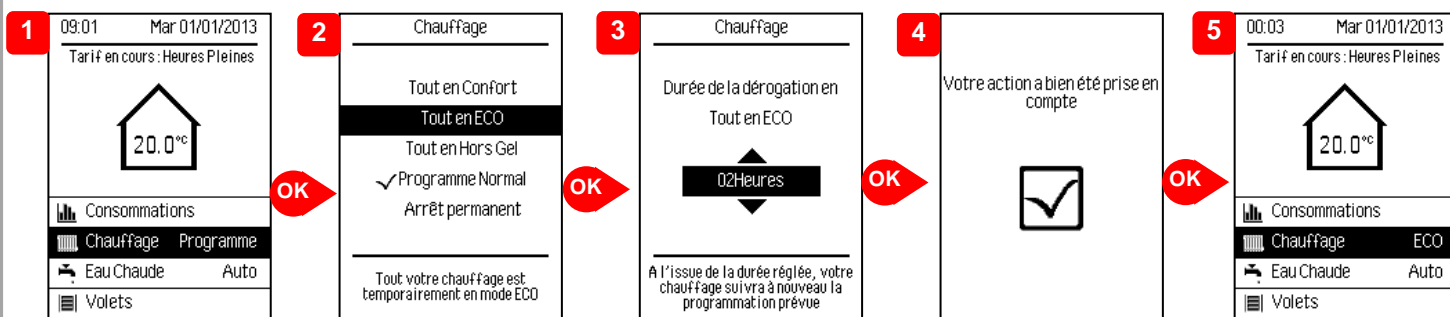 1
09:01 Mar 01/01/2013
Tarif en cours : Heures Pleines
20.0°C
Consommations
Chauffage Programme
Eau Chaude Auto
Volets
OK
2
Chauffage
Tout en Confort
Tout en ECO
Tout en Hors Gel
Programme Normal
Arrêt permanent
Tout votre chauffage est
temporairement en mode ECO
OK
3
Chauffage
Durée de la dérogation en
Tout en ECO
02Heures
A l'issue de la durée réglée, votre
chauffage suivra à nouveau la
programmation prévue
OK
4
Votre action a bien été prise en
compte
OK
5
00:03 Mar 01/01/2013
Tarif en cours : Heures Pleines
20.0°C
Consommations
Chauffage ECO
Eau Chaude Auto
Volets